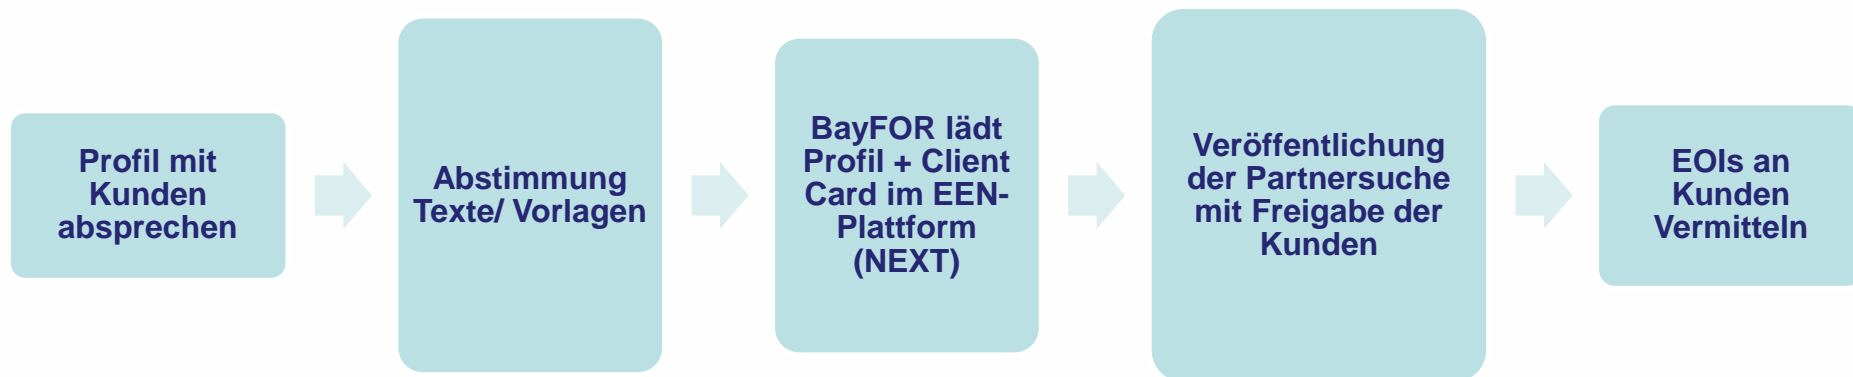 Profil mit
Kunden
absprechen
Abstimmung
Texte/ Vorlagen
BayFOR lädt
Profil + Client
Card im EEN-
Plattform
(NEXT)
Veröffentlichung
der Partnersuche
mit Freigabe der
Kunden
EOIs an
Kunden
Vermitteln